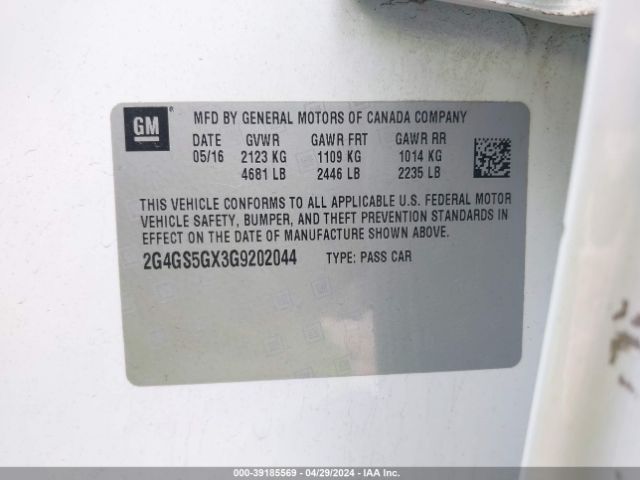 GM
MFD BY GENERAL MOTORS OF CANADA COMPANY
DATE GVWR GAWR FRT GAWR RR
05/16 2123 KG 1109 KG 1014 KG
4681 LB 2446 LB 2235 LB
THIS VEHICLE CONFORMS TO ALL APPLICABLE U.S. FEDERAL MOTOR
VEHICLE SAFETY, BUMPER, AND THEFT PREVENTION STANDARDS IN
EFFECT ON THE DATE OF MANUFACTURE SHOWN ABOVE.
2G4GS5GX3G9202044 TYPE: PASS CAR
000-39185569 - 04/29/2024 - IAA Inc.